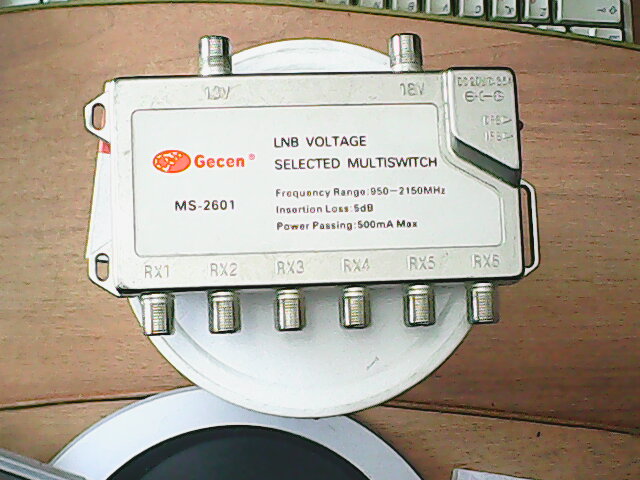 13V 18V
Gecen®
MS-2601
LNB VOLTAGE
SELECTED MULTISWITCH
Frequency Range:950-2150MHz
Insertion Loss:5dB
Power Passing:500mA Max
RX1 RX2 RX3 RX4 RX5 RX6